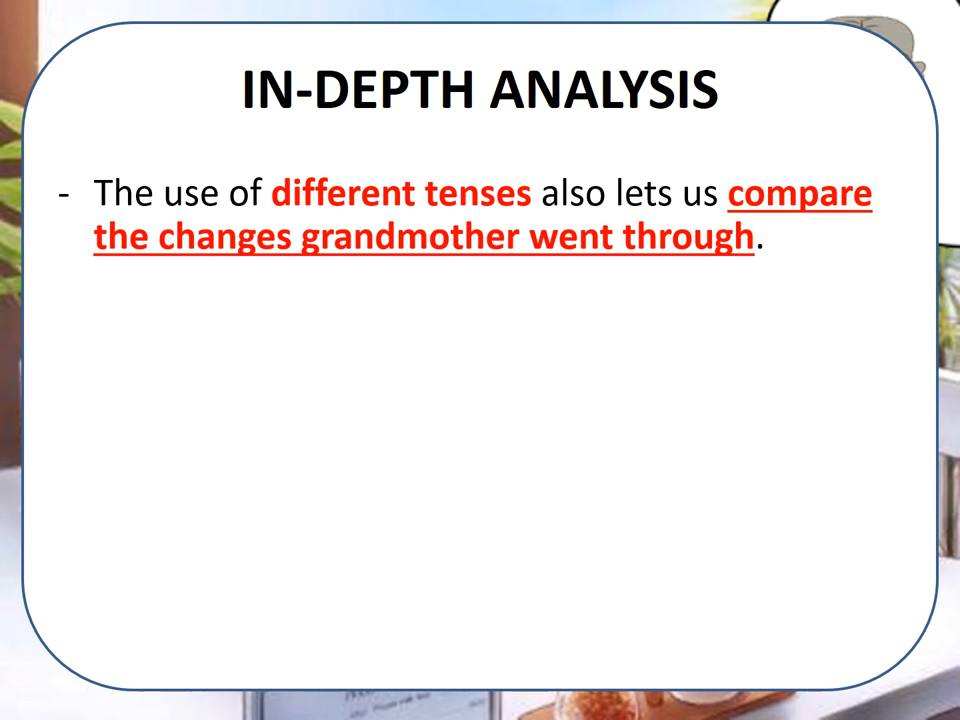 IN-DEPTH ANALYSIS
- The use of different tenses also lets us compare
the changes grandmother went through.